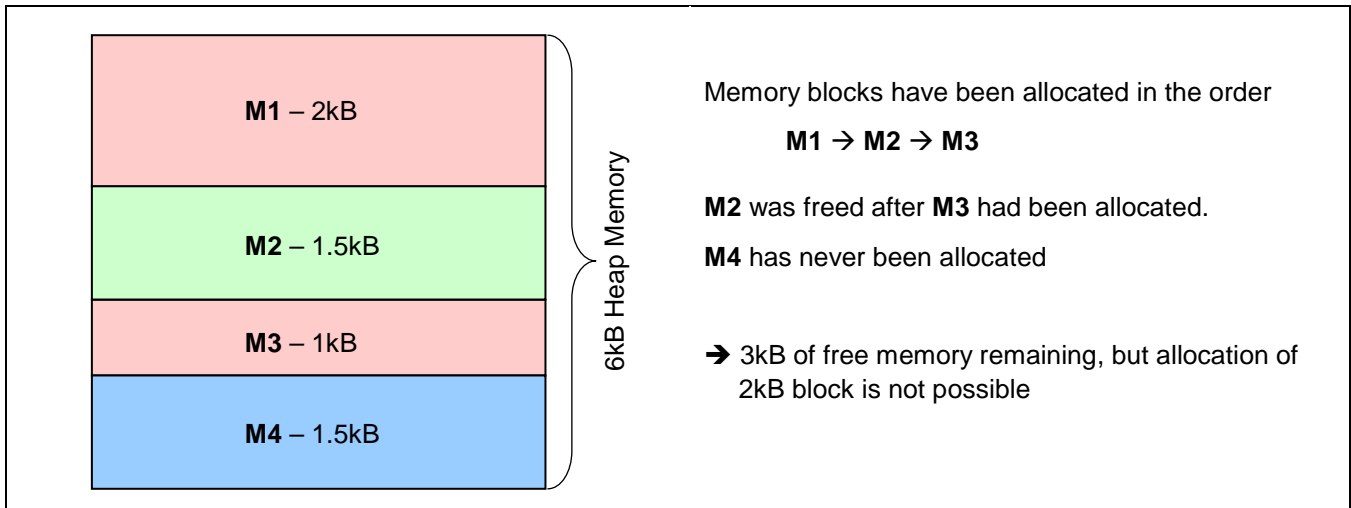 M1 – 2kB
M2 – 1.5kB
M3 – 1kB
M4 – 1.5kB
6kB Heap Memory
Memory blocks have been allocated in the order
M1 → M2 → M3
M2 was freed after M3 had been allocated.
M4 has never been allocated
➔ 3kB of free memory remaining, but allocation of
2kB block is not possible